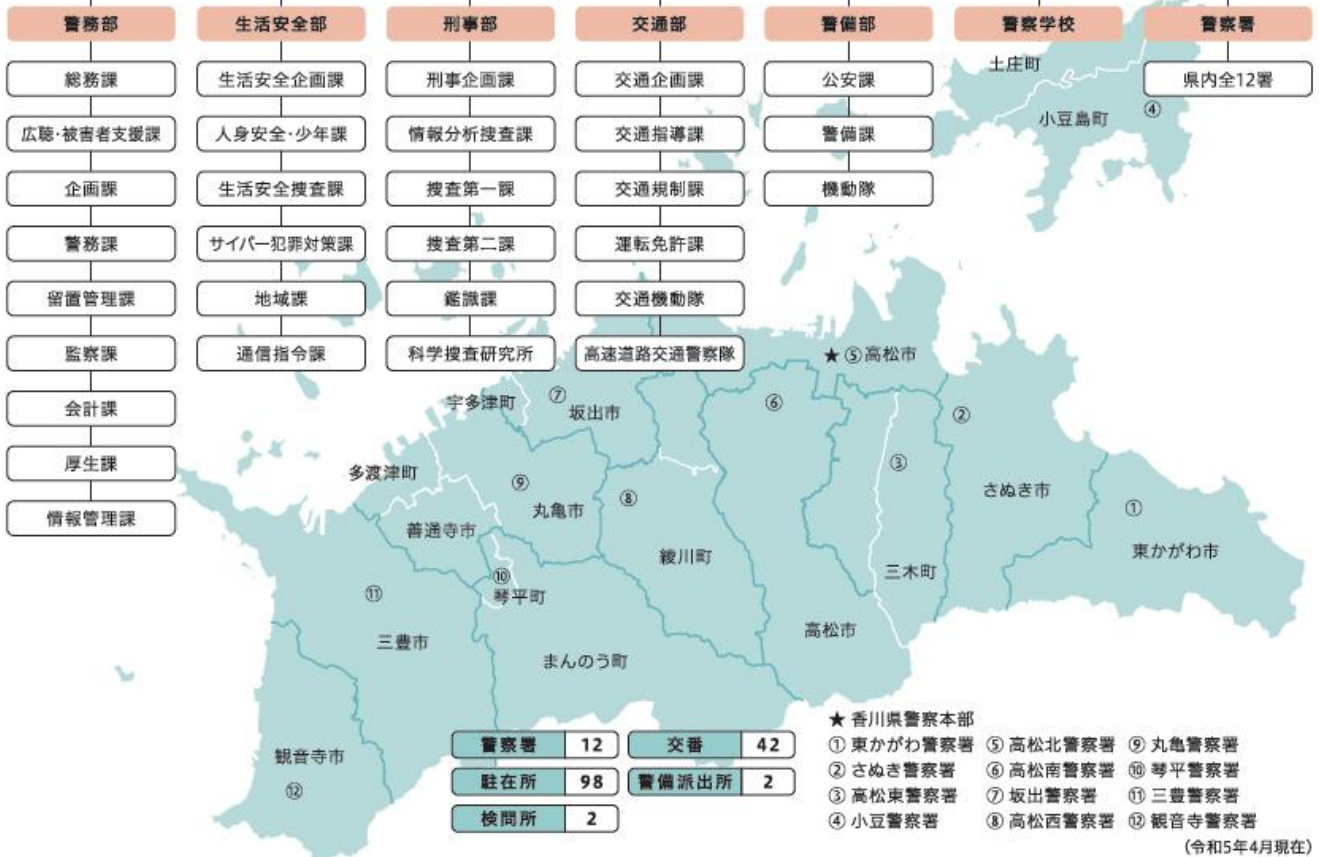 警務部
総務課
広聴・被害者支援課
企画課
警務課
留置管理課
監察課
会計課
厚生課
情報管理課
生活安全部
生活安全企画課
人身安全・少年課
生活安全捜査課
サイバー犯罪対策課
地域課
通信指令課
刑事部
刑事企画課
情報分析捜査課
捜査第一課
捜査第二課
鑑識課
科学捜査研究所
交通部
交通企画課
交通指導課
交通規制課
運転免許課
交通機動隊
高速道路交通警察隊
警備部
公安課
警備課
機動隊
警察学校
警察署
県内全12署
土庄町
小豆島町
④
★ ⑤ 高松市
宇多津町
⑦
坂出市
⑥
②
多渡津町
⑨
丸亀市
⑧
③
さぬき市
①
東かがわ市
善通寺市
綾川町
三木町
⑩
琴平町
⑪
三豊市
高松市
まんのう町
観音寺市
⑫
警察署 12
交番 42
駐在所 98
警備派出所 2
検問所 2
★ 香川県警察本部
① 東かがわ警察署 ⑤ 高松北警察署 ⑨ 丸亀警察署
② さぬき警察署 ⑥ 高松南警察署 ⑩ 琴平警察署
③ 高松東警察署 ⑦ 坂出警察署 ⑪ 三豊警察署
④ 小豆警察署 ⑧ 高松西警察署 ⑫ 観音寺警察署
(令和5年4月現在)